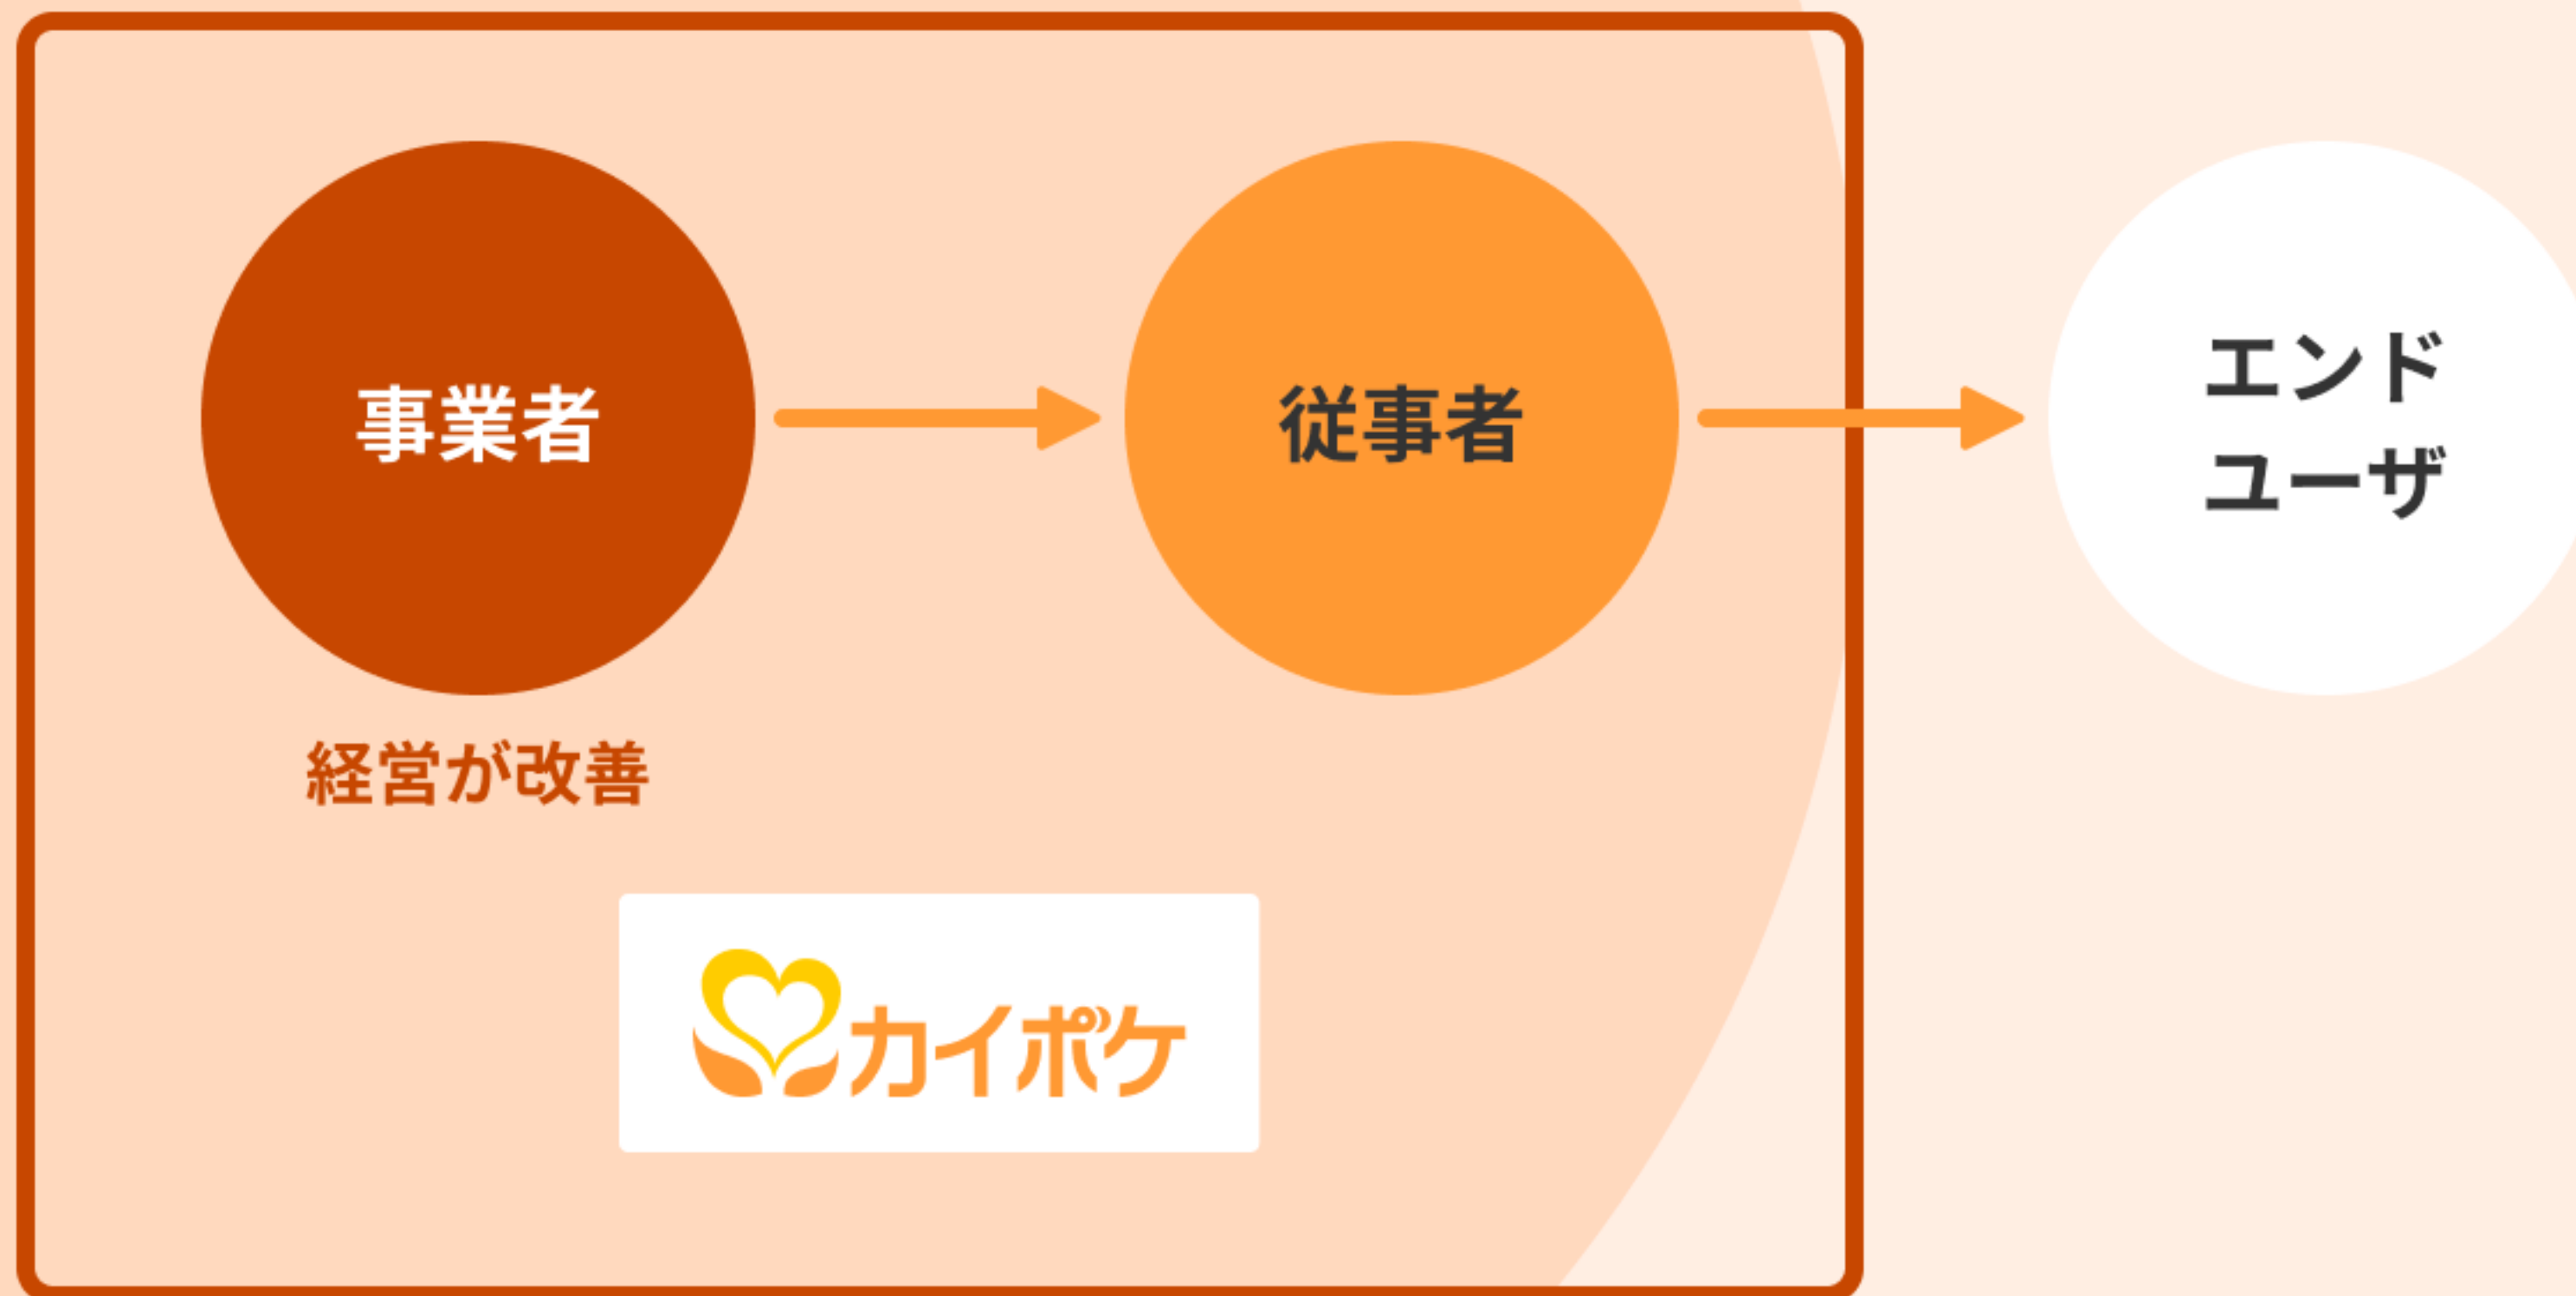 事業者
従事者
エンド
ユーザ
経営が改善
カイポケ